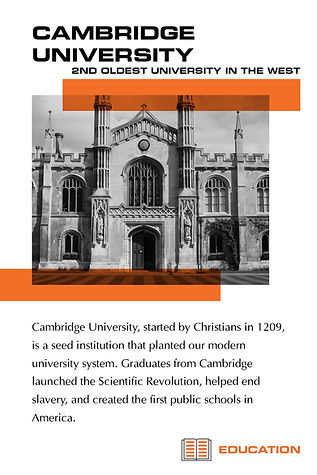 CAMBRIDGE
UNIVERSITY
2ND OLDEST UNIVERSITY IN THE WEST
Cambridge University, started by Christians in 1209,
is a seed institution that planted our modern
university system. Graduates from Cambridge
launched the Scientific Revolution, helped end
slavery, and created the first public schools in
America.
EDUCATION